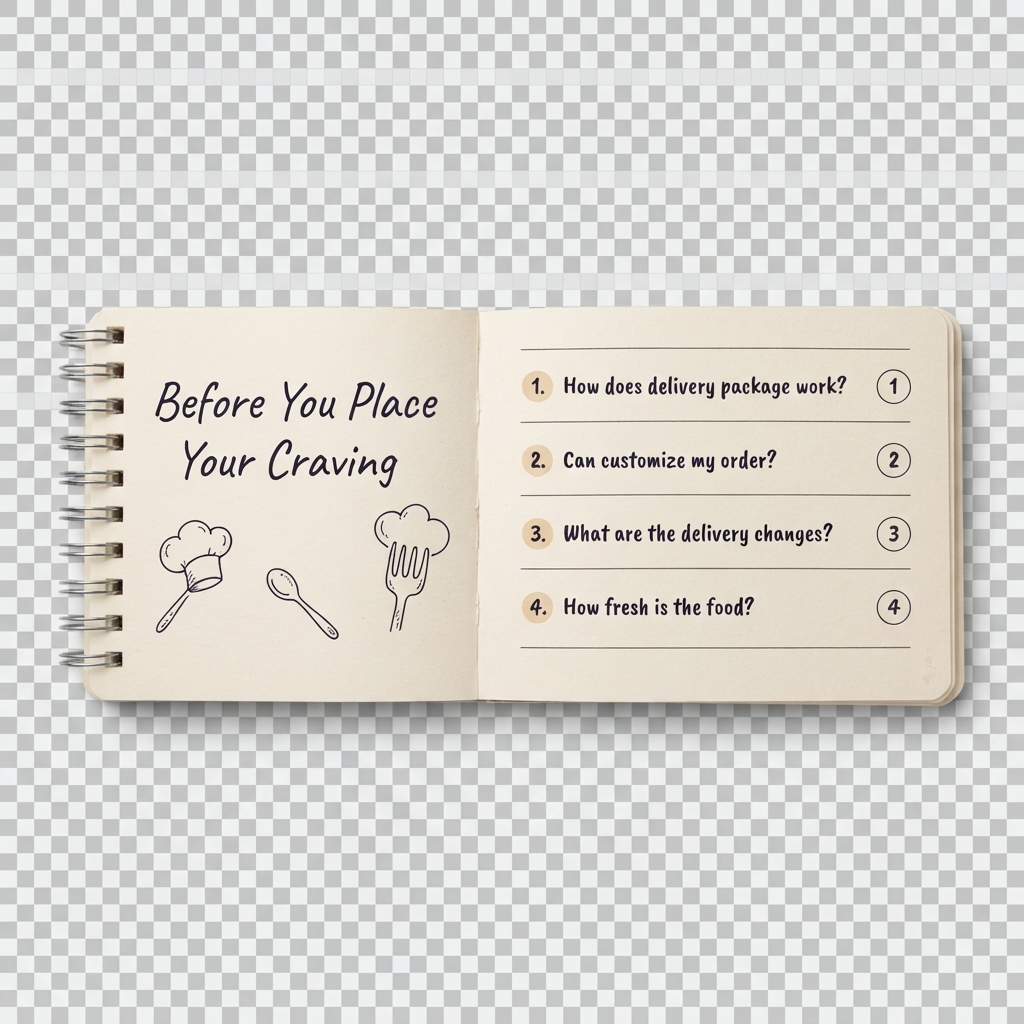 Before You Place
Your Craving
1. How does delivery package work? 1
2. Can customize my order? 2
3. What are the delivery changes? 3
4. How fresh is the food? 4